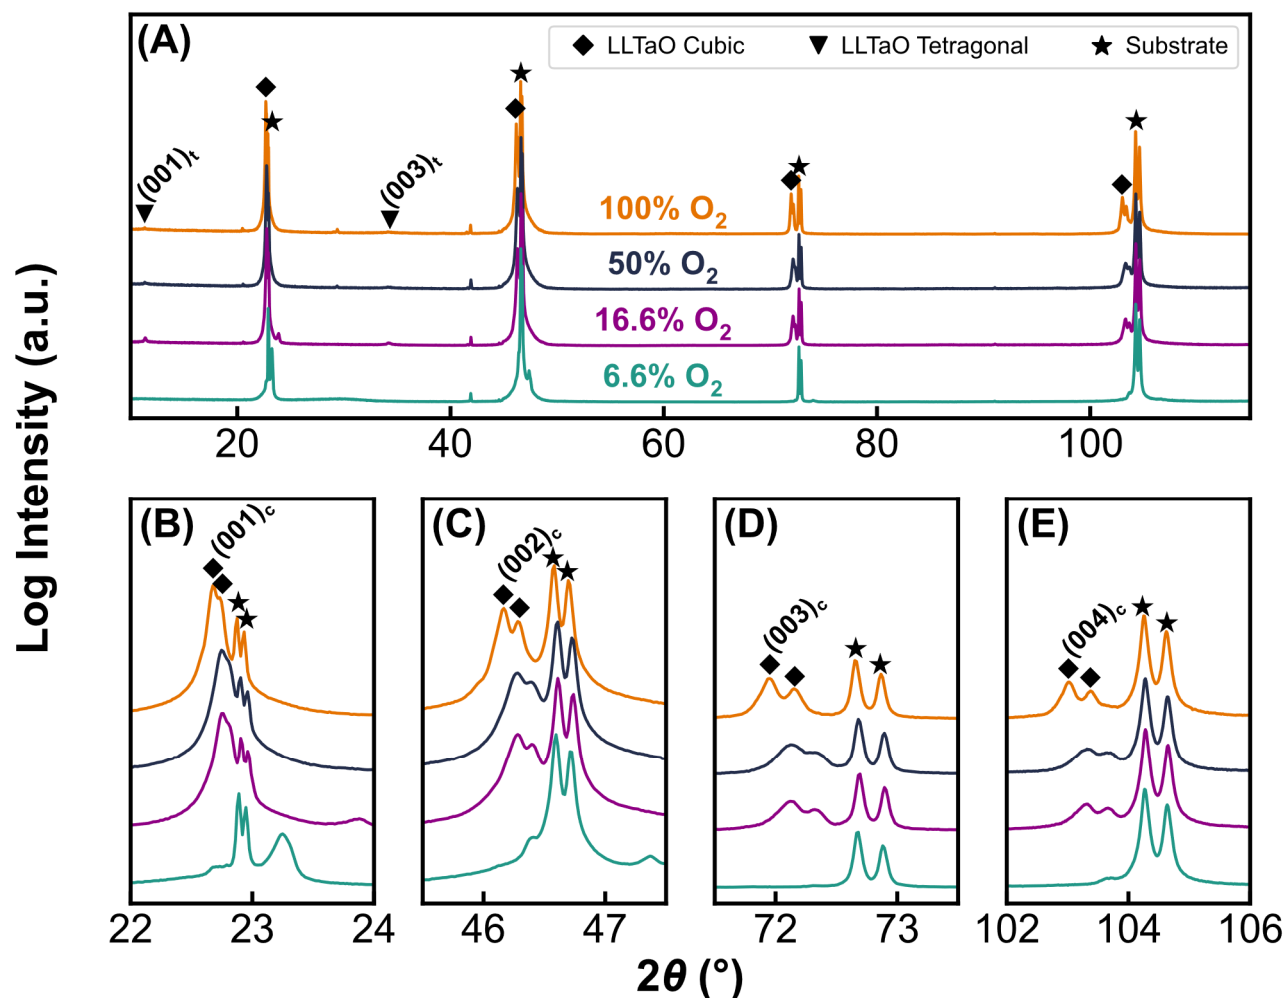 (A)
LLTaO Cubic
LLTaO Tetragonal
Substrate
(001)t
(003)t
100% O2
50% O2
16.6% O2
6.6% O2
20 40 60 80 100
Log Intensity (a.u.)
(B)
(001)c
(C)
(002)c
(D)
(003)c
(E)
(004)c
22 23 24
46 47
72 73
102 104 106
2θ (°)